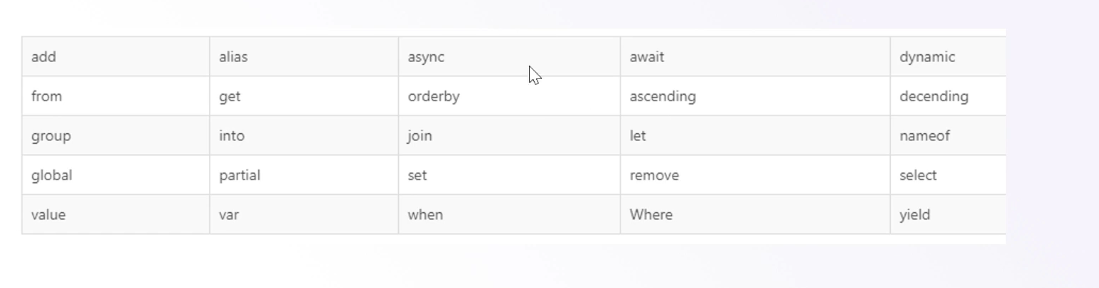 add alias async await dynamic
from get orderby ascending decending
group into join let nameof
global partial set remove select
value var when Where yield